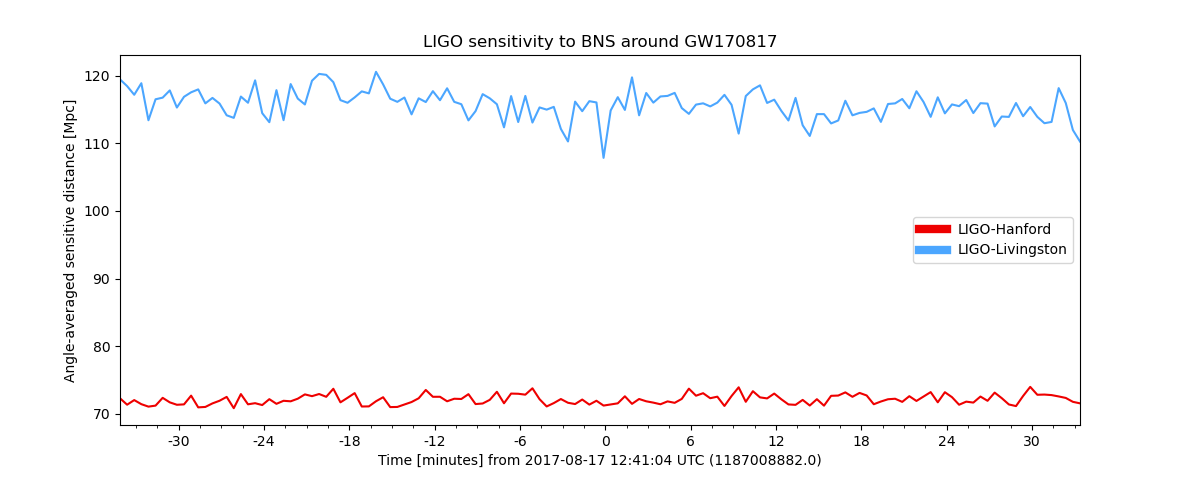 LIGO sensitivity to BNS around GW170817
Angle-averaged sensitive distance [Mpc]
120
110
100
90
80
70
LIGO-Hanford
LIGO-Livingston
-30 -24 -18 -12 -6 0 6 12 18 24 30
Time [minutes] from 2017-08-17 12:41:04 UTC (1187008882.0)